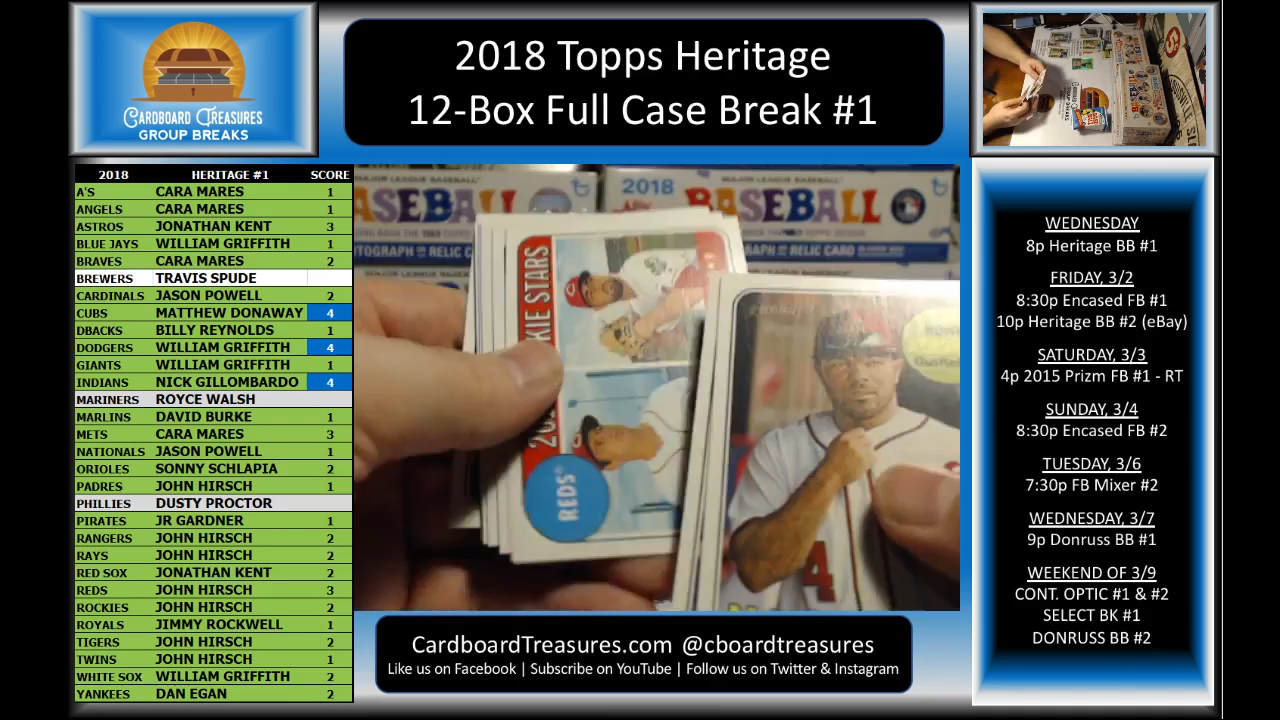 CARDBOARD TREASURES
GROUP BREAKS
2018 Topps Heritage
12-Box Full Case Break #1
2018 HERITAGE #1 SCORE
A'S CARA MARES 1
ANGELS CARA MARES 1
ASTROS JONATHAN KENT 3
BLUE JAYS WILLIAM GRIFFITH 1
BRAVES CARA MARES 2
BREWERS TRAVIS SPUDE
CARDINALS JASON POWELL 2
CUBS MATTHEW DONAWAY 4
DBACKS BILLY REYNOLDS 1
DODGERS WILLIAM GRIFFITH 4
GIANTS WILLIAM GRIFFITH 1
INDIANS NICK GILLOMBARDO 4
MARINERS ROYCE WALSH
MARLINS DAVID BURKE 1
METS CARA MARES 3
NATIONALS JASON POWELL 1
ORIOLES SONNY SCHLAPIA 2
PADRES JOHN HIRSCH 1
PHILLIES DUSTY PROCTOR
PIRATES JR GARDNER 1
RANGERS JOHN HIRSCH 2
RAYS JOHN HIRSCH 2
RED SOX JONATHAN KENT 2
REDS JOHN HIRSCH 3
ROCKIES JOHN HIRSCH 2
ROYALS JIMMY ROCKWELL 1
TIGERS JOHN HIRSCH 2
TWINS JOHN HIRSCH 1
WHITE SOX WILLIAM GRIFFITH 2
YANKEES DAN EGAN 2
MAJOR LEAGUE BASEBALL
2018
BASEBALL
BASEBALL
REDS
4
CardboardTreasures.com @cboardtreasures
Like us on Facebook | Subscribe on YouTube | Follow us on Twitter & Instagram
WEDNESDAY
8p Heritage BB #1
FRIDAY, 3/2
8:30p Encased FB #1
10p Heritage BB #2 (eBay)
SATURDAY, 3/3
4p 2015 Prizm FB #1 - RT
SUNDAY, 3/4
8:30p Encased FB #2
TUESDAY, 3/6
7:30p FB Mixer #2
WEDNESDAY, 3/7
9p Donruss BB #1
WEEKEND OF 3/9
CONT. OPTIC #1 & #2
SELECT BK #1
DONRUSS BB #2